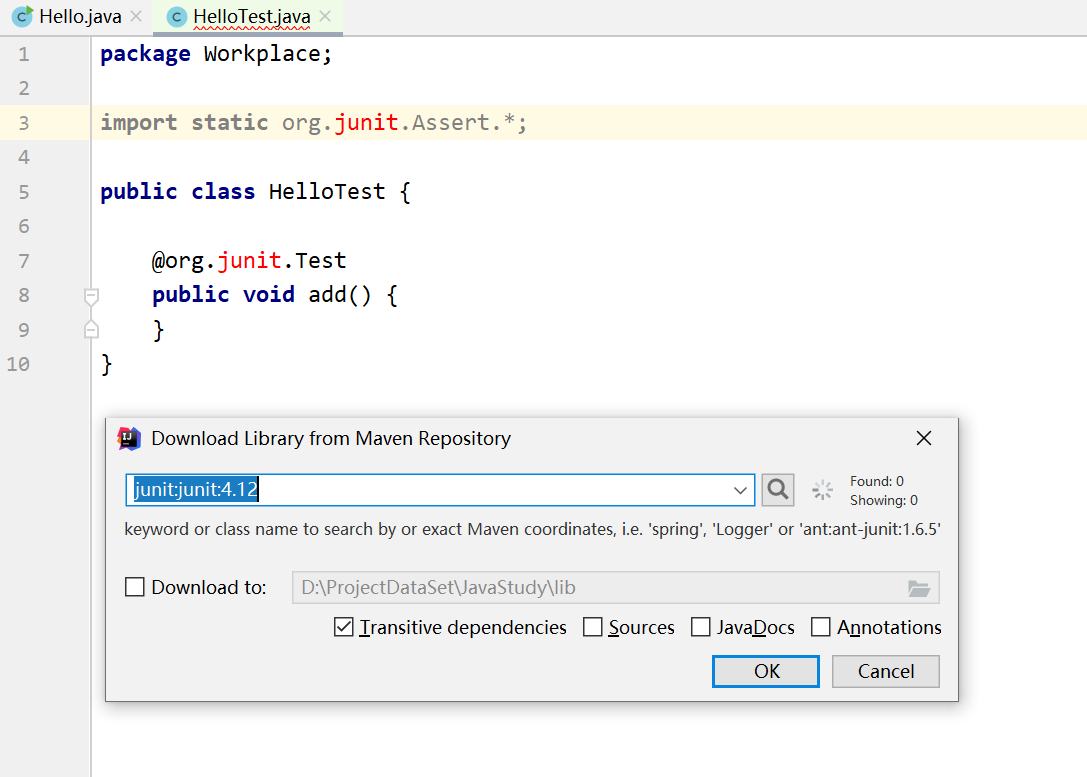 Hello.java HelloTest.java
1 package Workplace;
2
3 import static org.junit.Assert.*;
4
5 public class HelloTest {
6
7 @org.junit.Test
8 public void add() {
9 }
10 }
Download Library from Maven Repository
junit:junit:4.12 Found: 0
Showing: 0
keyword or class name to search by or exact Maven coordinates, i.e. 'spring', 'Logger' or 'ant:ant-junit:1.6.5'
Download to: D:\ProjectDataSet\JavaStudy\lib
Transitive dependencies Sources JavaDocs Annotations
OK Cancel